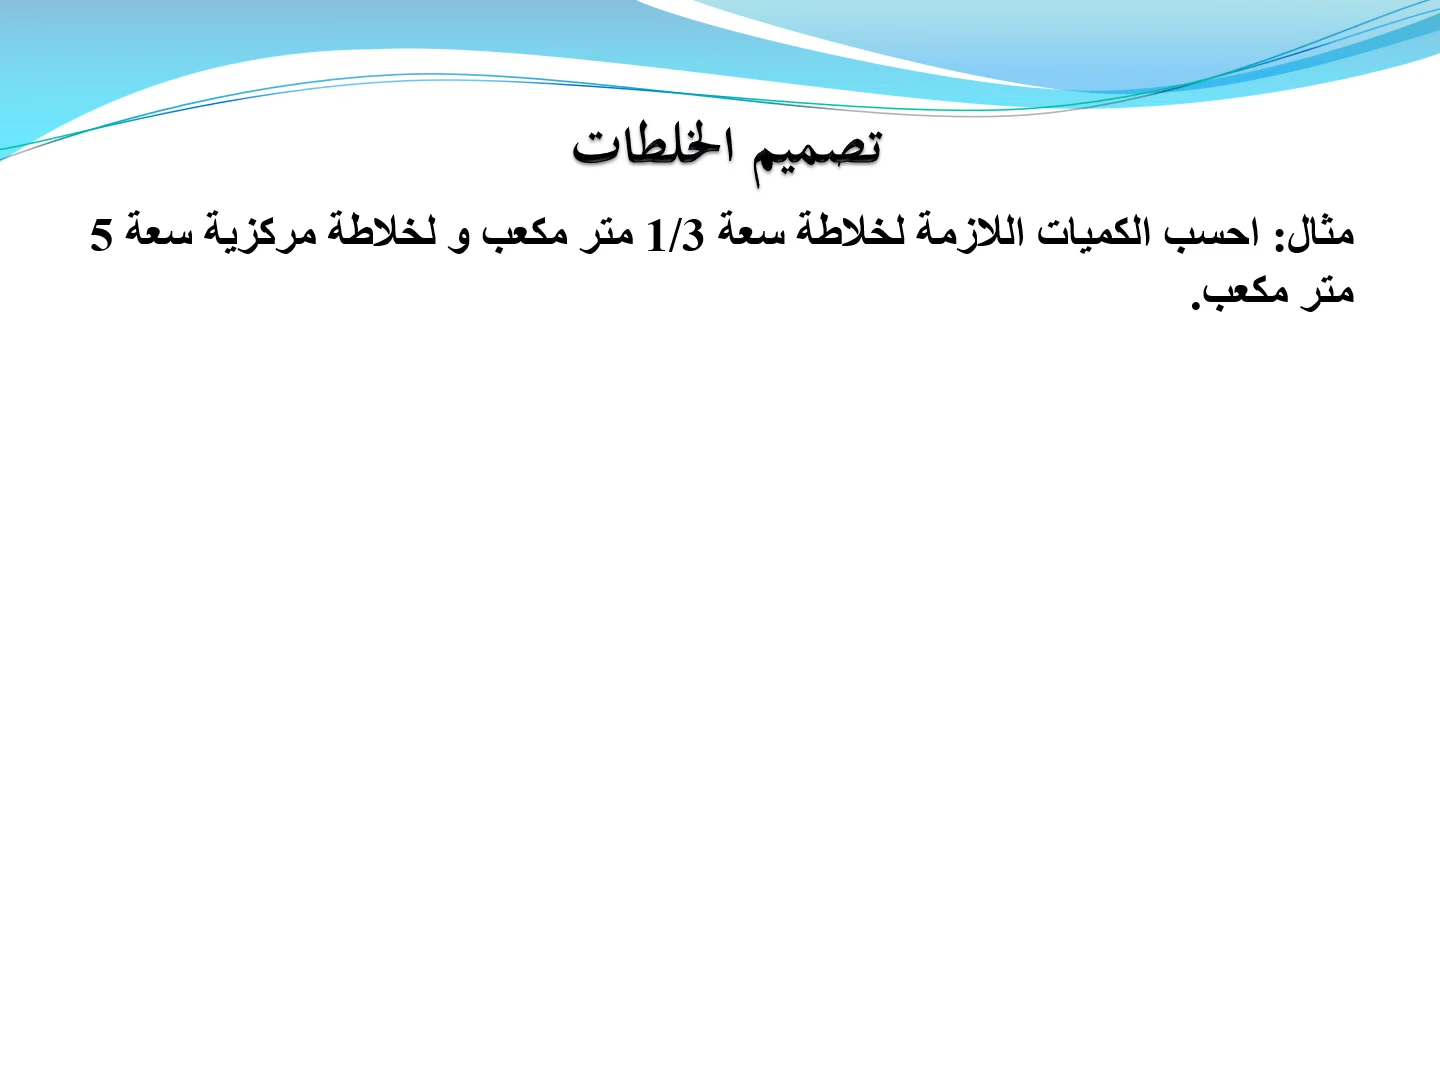 تصميم الخلطات
مثال: احسب الكميات اللازمة لخلاطة سعة 1/3 متر مكعب و لخلاطة مركزية سعة 5
متر مكعب.